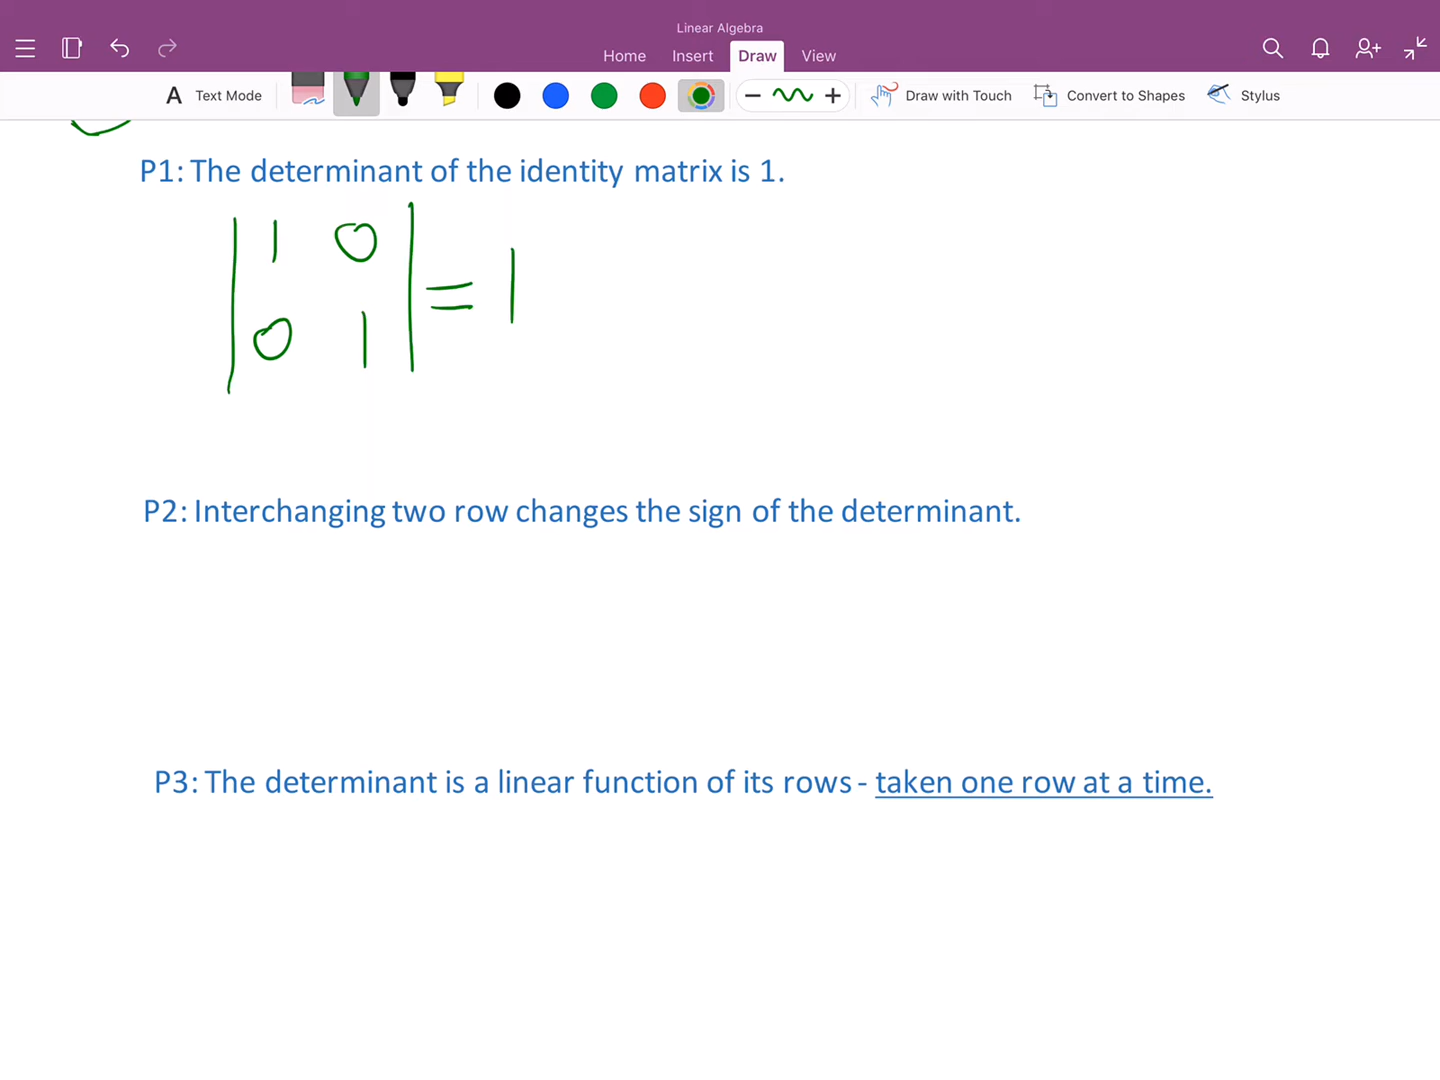 Linear Algebra
Home Insert Draw View
A Text Mode Draw with Touch Convert to Shapes Stylus
P1: The determinant of the identity matrix is 1.
| 1 0 |
| 0 1 | = 1
P2: Interchanging two row changes the sign of the determinant.
P3: The determinant is a linear function of its rows - taken one row at a time.